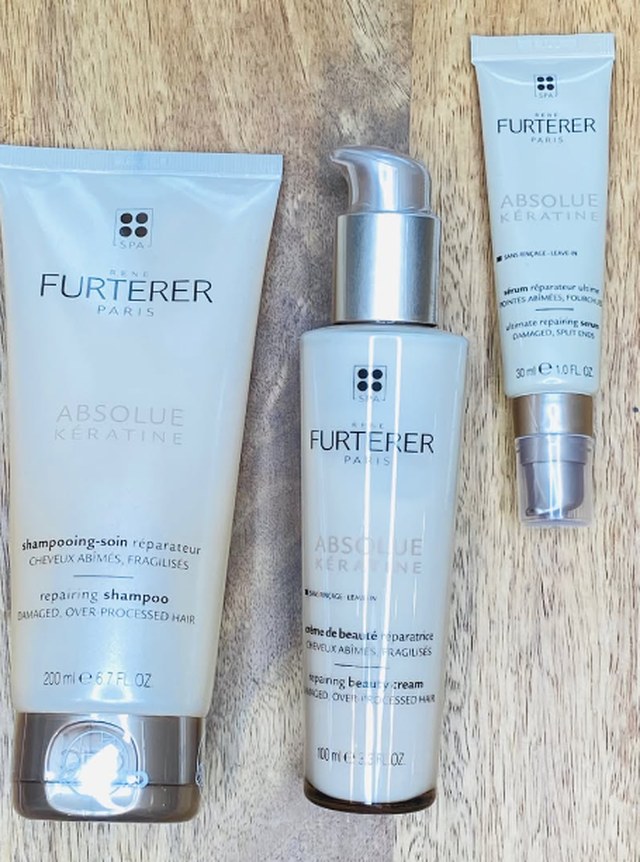 SPA
RENE
FURTERER
PARIS
ABSOLUE
KÉRATINE
shampooing-soin réparateur
CHEVEUX ABÎMÉS, FRAGILISÉS
repairing shampoo
DAMAGED, OVER-PROCESSED HAIR
200 ml e 6.7 FL. OZ.
SPA
RENE
FURTERER
PARIS
ABSOLUE
KÉRATINE
SANS RINÇAGE - LEAVE-IN
crème de beauté réparatrice
CHEVEUX ABÎMÉS, FRAGILISÉS
repairing beauty cream
DAMAGED, OVER-PROCESSED HAIR
100 ml e 3.3 FL. OZ.
SPA
RENE
FURTERER
PARIS
ABSOLUE
KÉRATINE
SANS RINÇAGE - LEAVE-IN
sérum réparateur ultime
POINTES ABÎMÉES, FOURCHUES
ultimate repairing serum
DAMAGED, SPLIT ENDS
30 ml e 1.0 FL. OZ.